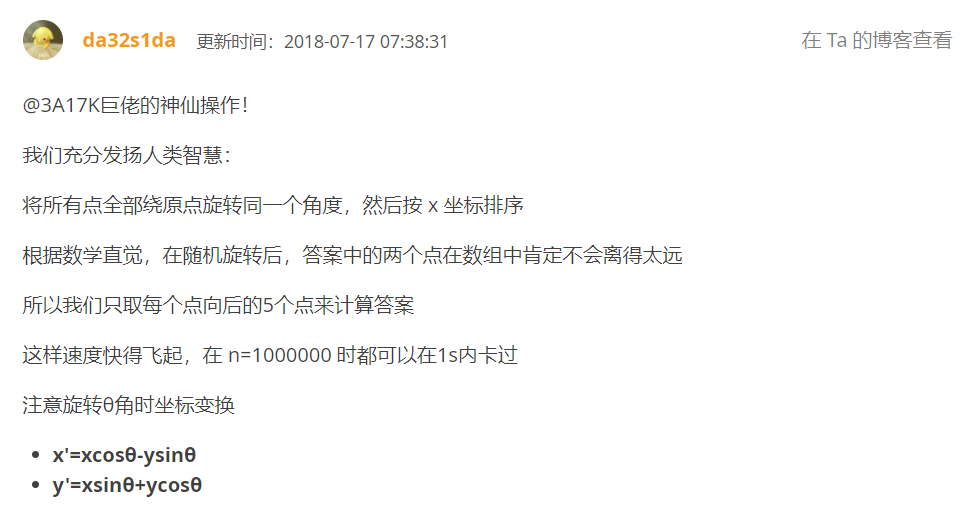 da32s1da 更新时间：2018-07-17 07:38:31 在 Ta 的博客查看
@3A17K巨佬的神仙操作！
我们充分发扬人类智慧：
将所有点全部绕原点旋转同一个角度，然后按 x 坐标排序
根据数学直觉，在随机旋转后，答案中的两个点在数组中肯定不会离得太远
所以我们只取每个点向后的5个点来计算答案
这样速度快得飞起，在 n=1000000 时都可以在1s内卡过
注意旋转θ角时坐标变换
• x'=xcosθ-ysinθ
• y'=xsinθ+ycosθ